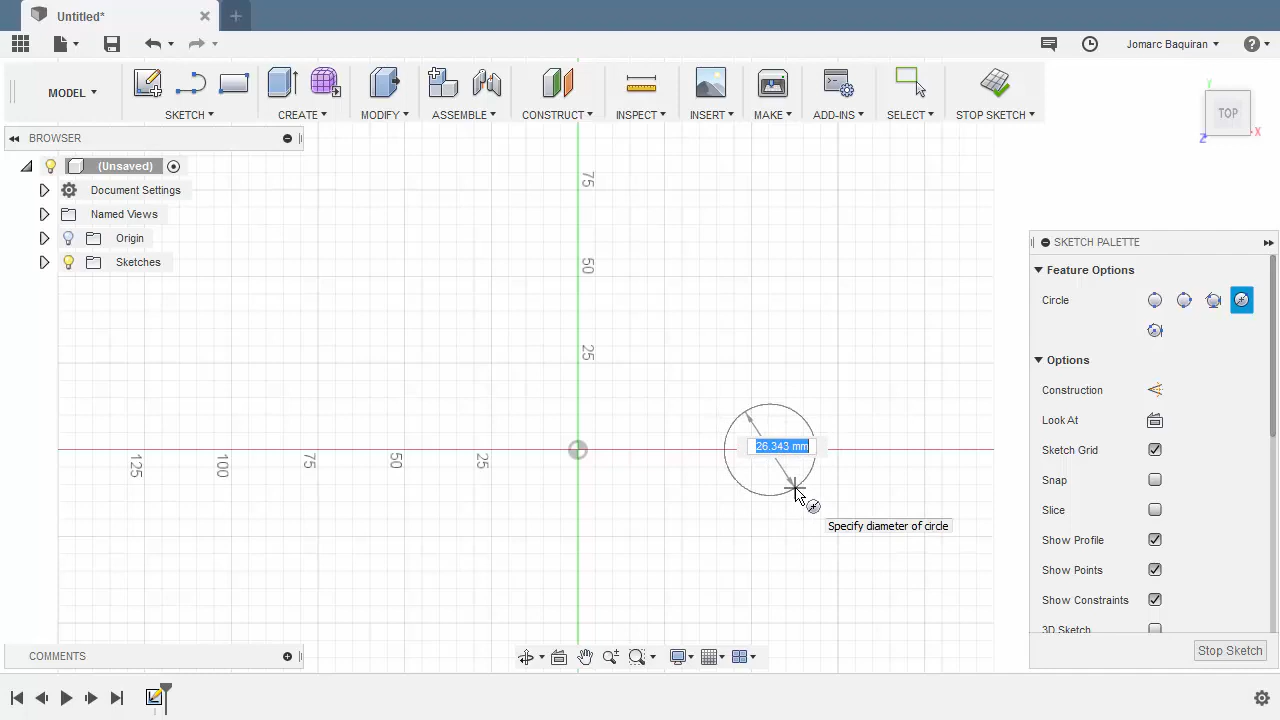 Untitled*
Jomarc Baquiran
MODEL
SKETCH
CREATE
MODIFY
ASSEMBLE
CONSTRUCT
INSPECT
INSERT
MAKE
ADD-INS
SELECT
STOP SKETCH
TOP
Y
X
Z
BROWSER
(Unsaved)
Document Settings
Named Views
Origin
Sketches
75
50
25
125
100
75
50
25
26.343 mm
Specify diameter of circle
SKETCH PALETTE
Feature Options
Circle
Options
Construction
Look At
Sketch Grid
Snap
Slice
Show Profile
Show Points
Show Constraints
3D Sketch
Stop Sketch
COMMENTS